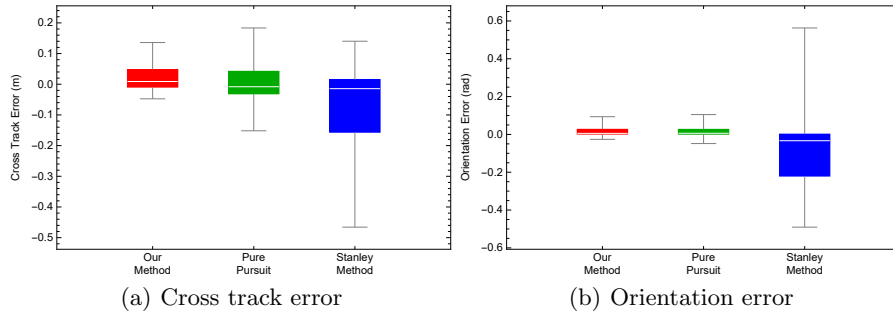 Cross Track Error (m)
0.2
0.1
0.0
−0.1
−0.2
−0.3
−0.4
−0.5
Our
Method
Pure
Pursuit
Stanley
Method
(a) Cross track error
Orientation Error (rad)
0.6
0.4
0.2
0.0
−0.2
−0.4
−0.6
Our
Method
Pure
Pursuit
Stanley
Method
(b) Orientation error